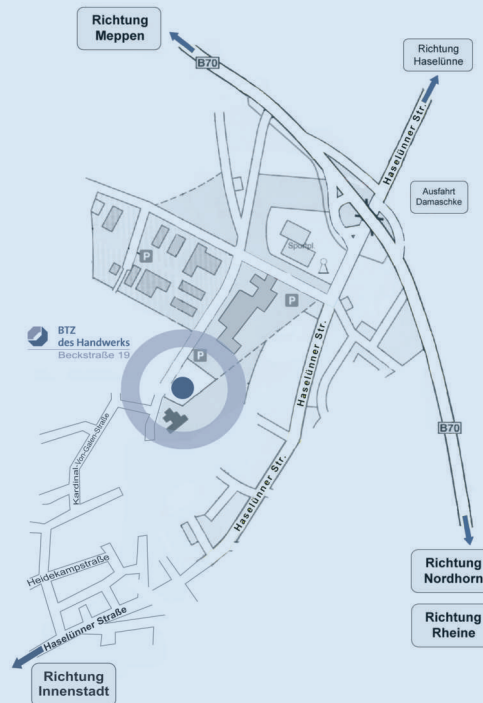 Richtung
Meppen
B70
Richtung
Haselünne
Haselünner Str.
Ausfahrt
Damaschke
Sportpl.
P
P
P
BTZ
des Handwerks
Beckstraße 19
Haselünner Str.
B70
Kardinal-von-Galen-Straße
Haselünner Str.
Heidekampstraße
Haselünner Straße
Richtung
Nordhorn
Richtung
Rheine
Richtung
Innenstadt